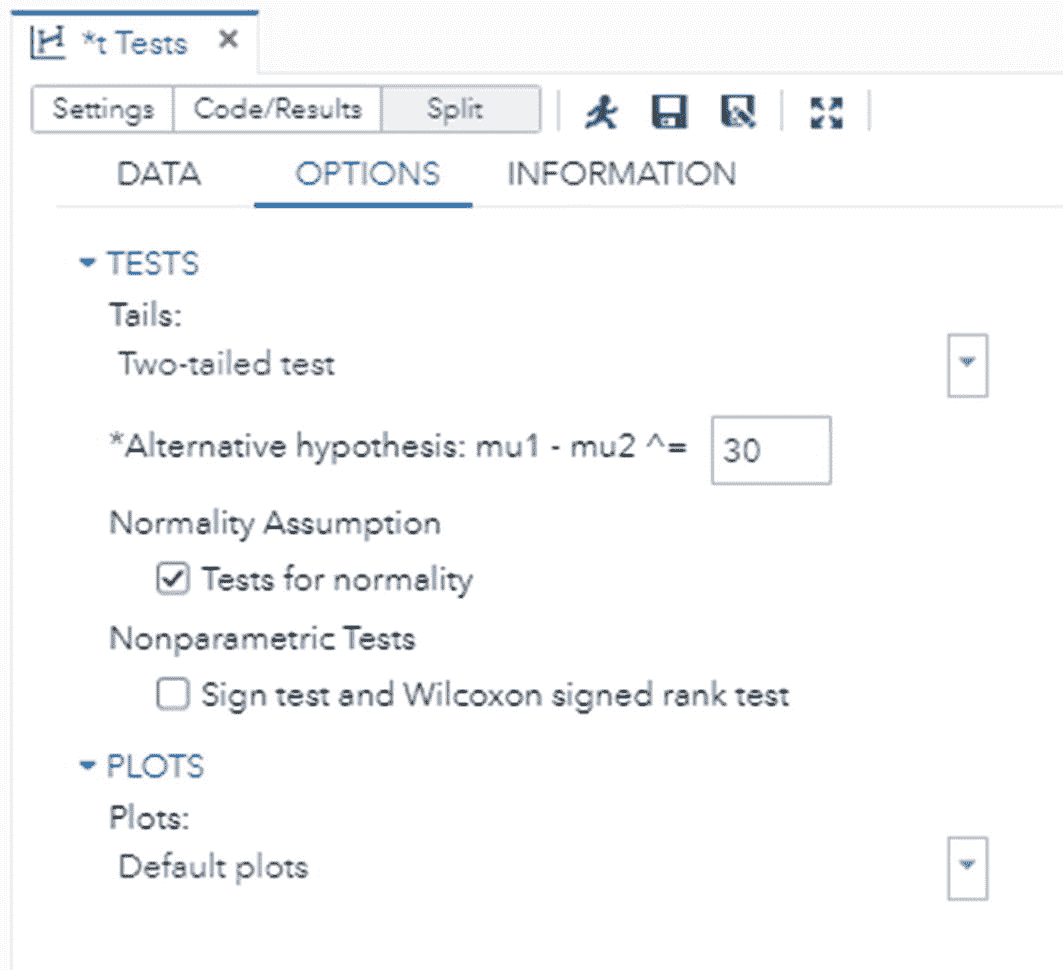 *t Tests
Settings Code/Results Split
DATA OPTIONS INFORMATION
TESTS
Tails:
Two-tailed test
*Alternative hypothesis: mu1 - mu2 ^= 30
Normality Assumption
Tests for normality
Nonparametric Tests
Sign test and Wilcoxon signed rank test
PLOTS
Plots:
Default plots